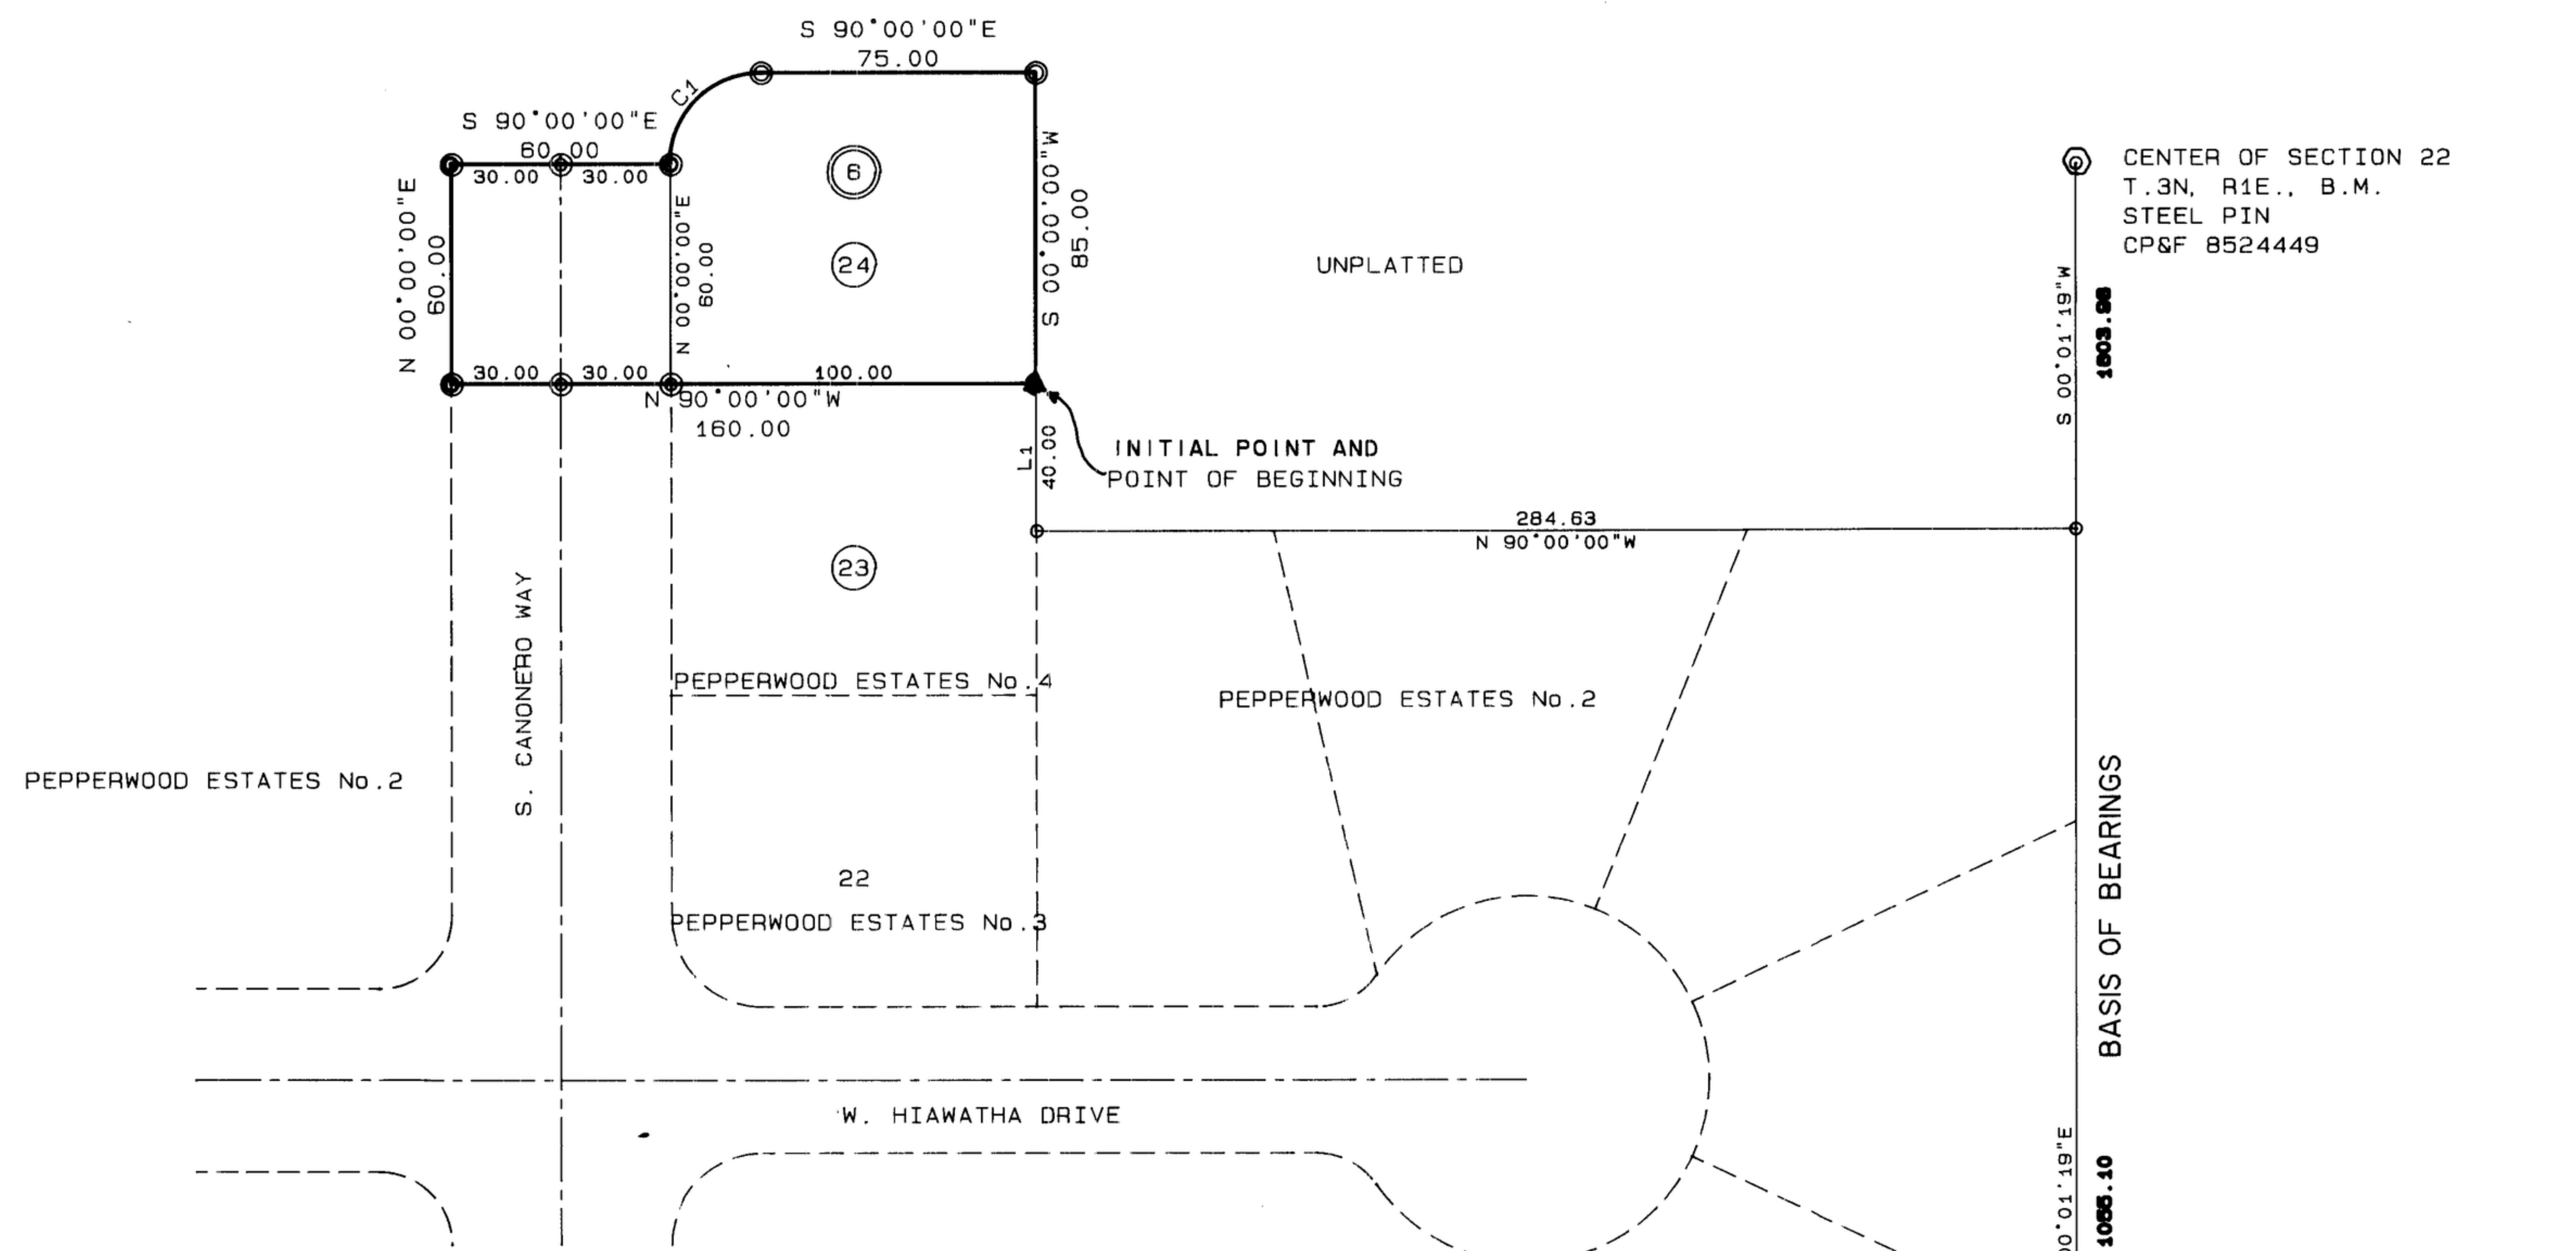 S 90°00'00"E
75.00
C1
S 90°00'00"E
60.00
30.00 30.00
N 00°00'00"E
60.00
N 00°00'00"E
60.00
6
24
S 00°00'00"W
85.00
UNPLATTED
CENTER OF SECTION 22
T.3N, R1E., B.M.
STEEL PIN
CP&F 8524449
S 00°01'19"W
30.00 30.00 100.00
N 90°00'00"W
160.00
L1
40.00
INITIAL POINT AND
POINT OF BEGINNING
284.63
N 90°00'00"W
23
S. CANONERO WAY
PEPPERWOOD ESTATES No.4
PEPPERWOOD ESTATES No.2
PEPPERWOOD ESTATES No.2
22
PEPPERWOOD ESTATES No.3
BASIS OF BEARINGS
W. HIAWATHA DRIVE
00°01'19"E
1055.10